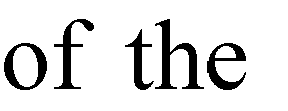 of the